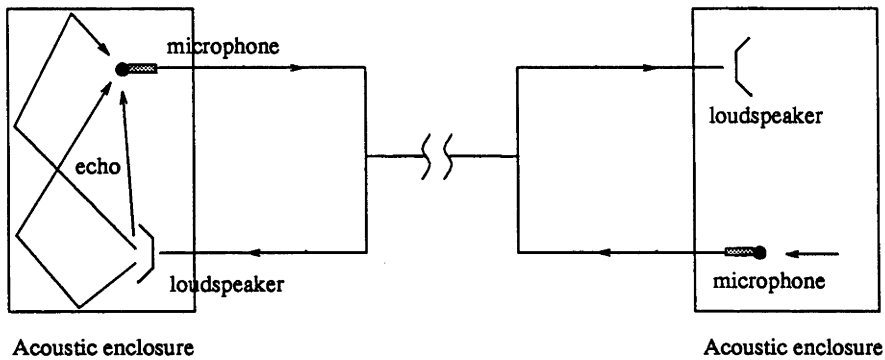 microphone
loudspeaker
echo
loudspeaker
microphone
Acoustic enclosure
Acoustic enclosure